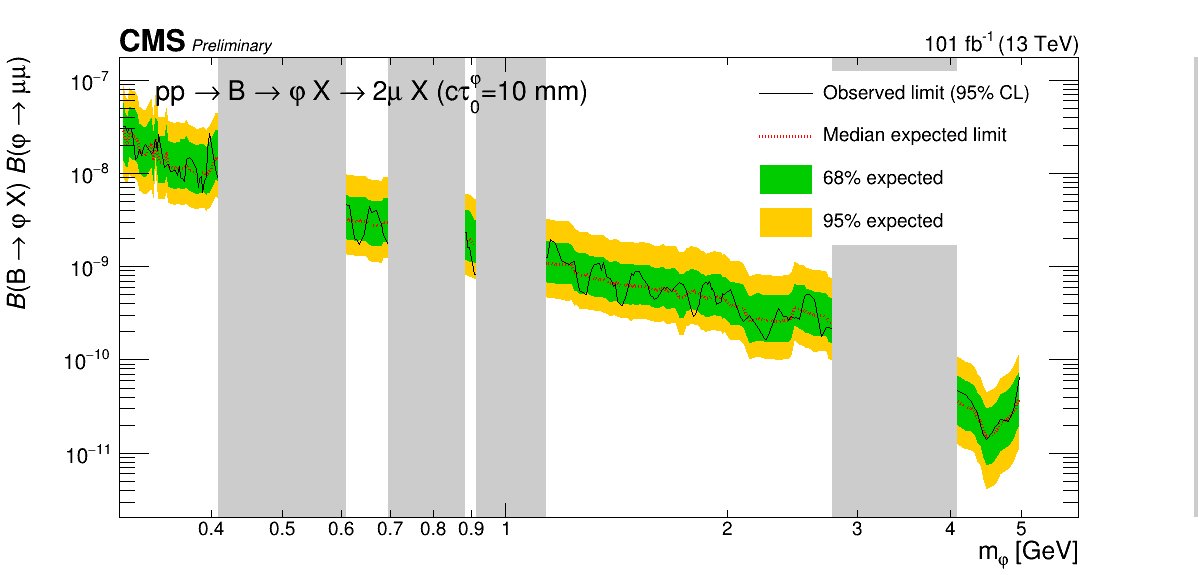 CMS Preliminary
101 fb⁻¹ (13 TeV)
pp → B → φ X → 2μ X (cτ₀^φ=10 mm)
Observed limit (95% CL)
Median expected limit
68% expected
95% expected
B(B → φ X) B(φ → μμ)
10⁻⁷
10⁻⁸
10⁻⁹
10⁻¹⁰
10⁻¹¹
0.4 0.5 0.6 0.7 0.8 0.9 1 2 3 4 5
m_φ [GeV]